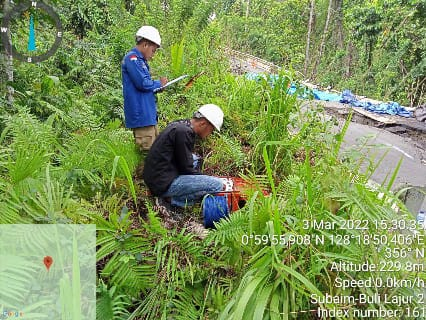 N
E
S
W
3 Mar 2022 15.30.35
0°59'55,908"N 128°18'50,406"E
356° N
Altitude:229.8m
Speed:0.0km/h
Subaim-Buli Lajur 2
Index number: 161